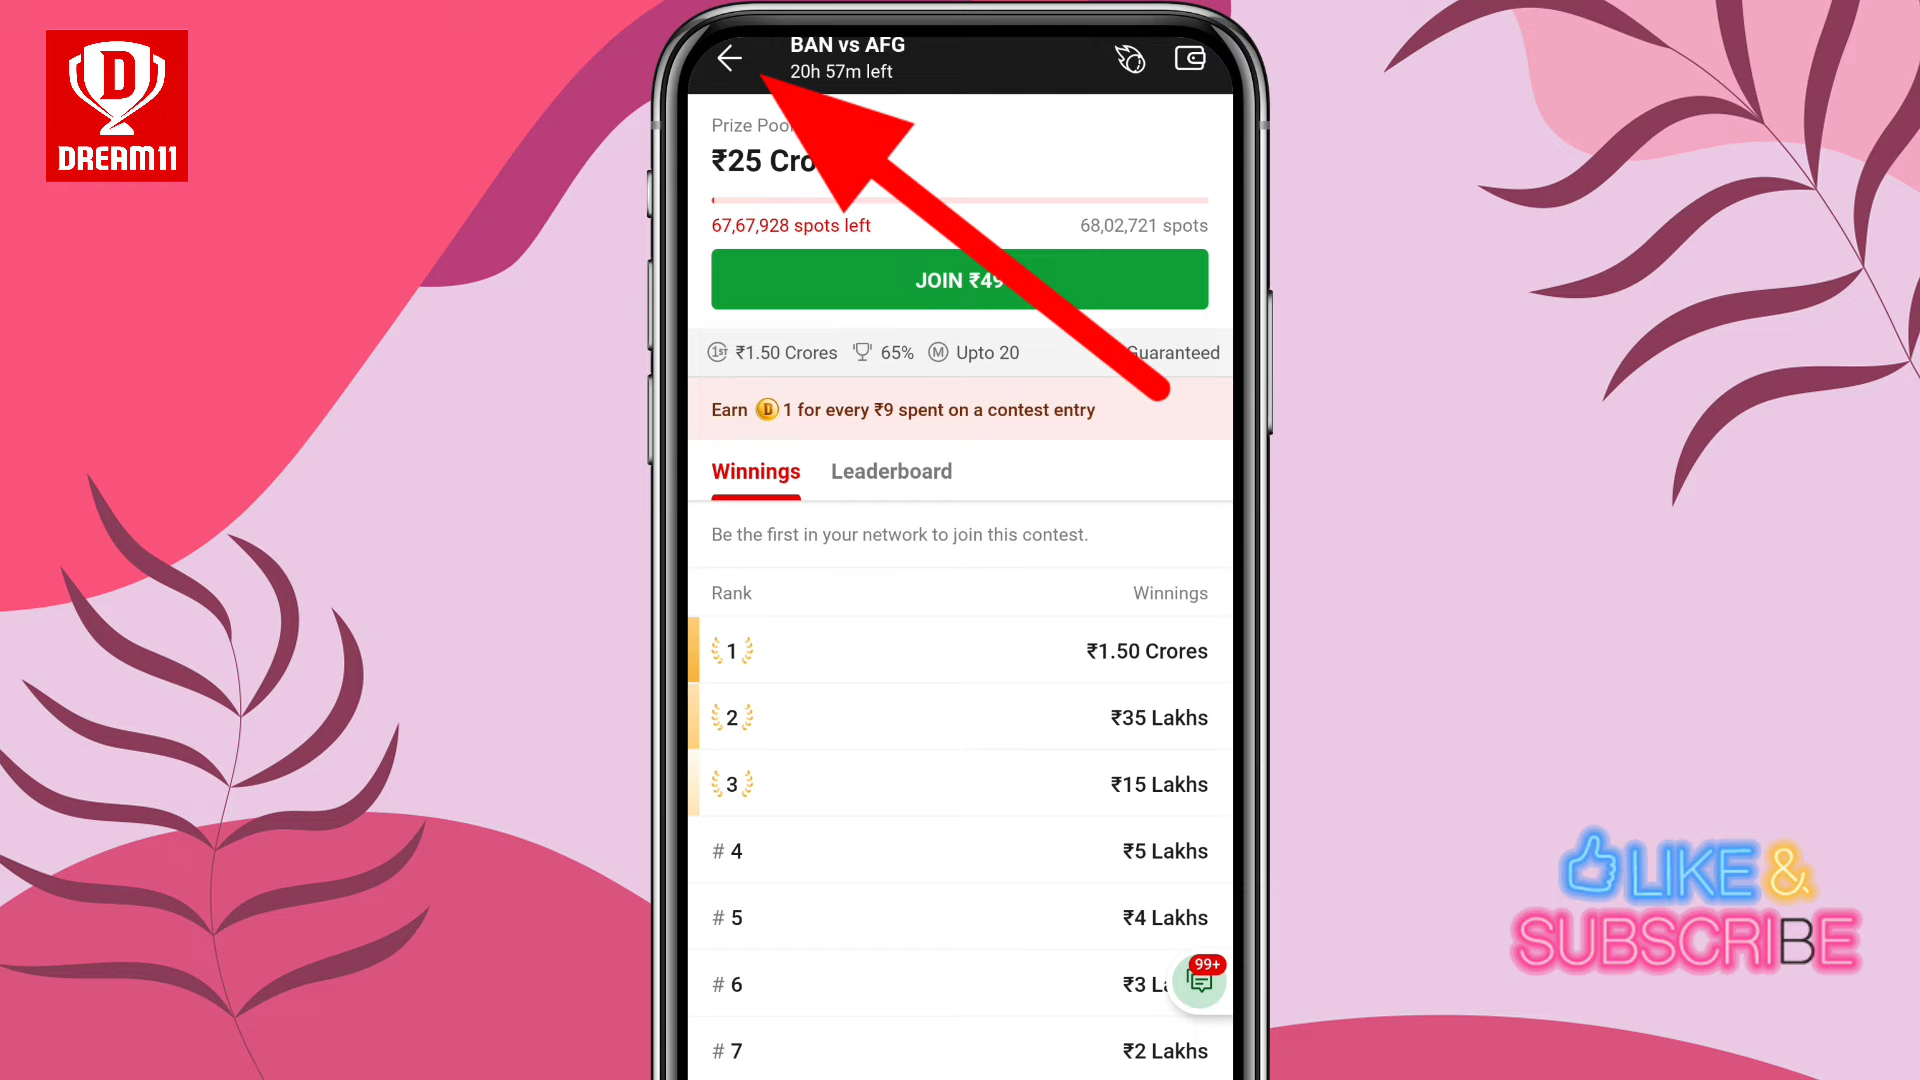 DREAM11
BAN vs AFG
20h 57m left
Prize Poo
₹25 Cro
67,67,928 spots left
68,02,721 spots
JOIN ₹49
1ST ₹1.50 Crores 65% M Upto 20 Guaranteed
Earn D 1 for every ₹9 spent on a contest entry
Winnings Leaderboard
Be the first in your network to join this contest.
Rank Winnings
1 ₹1.50 Crores
2 ₹35 Lakhs
3 ₹15 Lakhs
# 4 ₹5 Lakhs
# 5 ₹4 Lakhs
# 6 ₹3 L
99+
# 7 ₹2 Lakhs
LIKE &
SUBSCRIBE